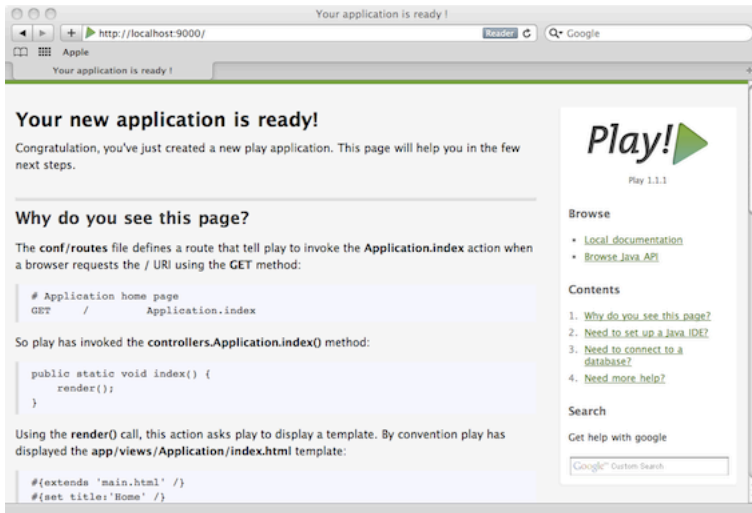 Your application is ready !
http://localhost:9000/
Reader
Google
Apple
Your application is ready !
Your new application is ready!
Congratulation, you've just created a new play application. This page will help you in the few
next steps.
Why do you see this page?
The conf/routes file defines a route that tell play to invoke the Application.index action when
a browser requests the / URI using the GET method:
# Application home page
GET / Application.index
So play has invoked the controllers.Application.index() method:
public static void index() {
render();
}
Using the render() call, this action asks play to display a template. By convention play has
displayed the app/views/Application/index.html template:
#{extends 'main.html' /}
#{set title:'Home' /}
Play!
Play 1.1.1
Browse
• Local documentation
• Browse Java API
Contents
1. Why do you see this page?
2. Need to set up a Java IDE?
3. Need to connect to a
database?
4. Need more help?
Search
Get help with google
Google™ Custom Search